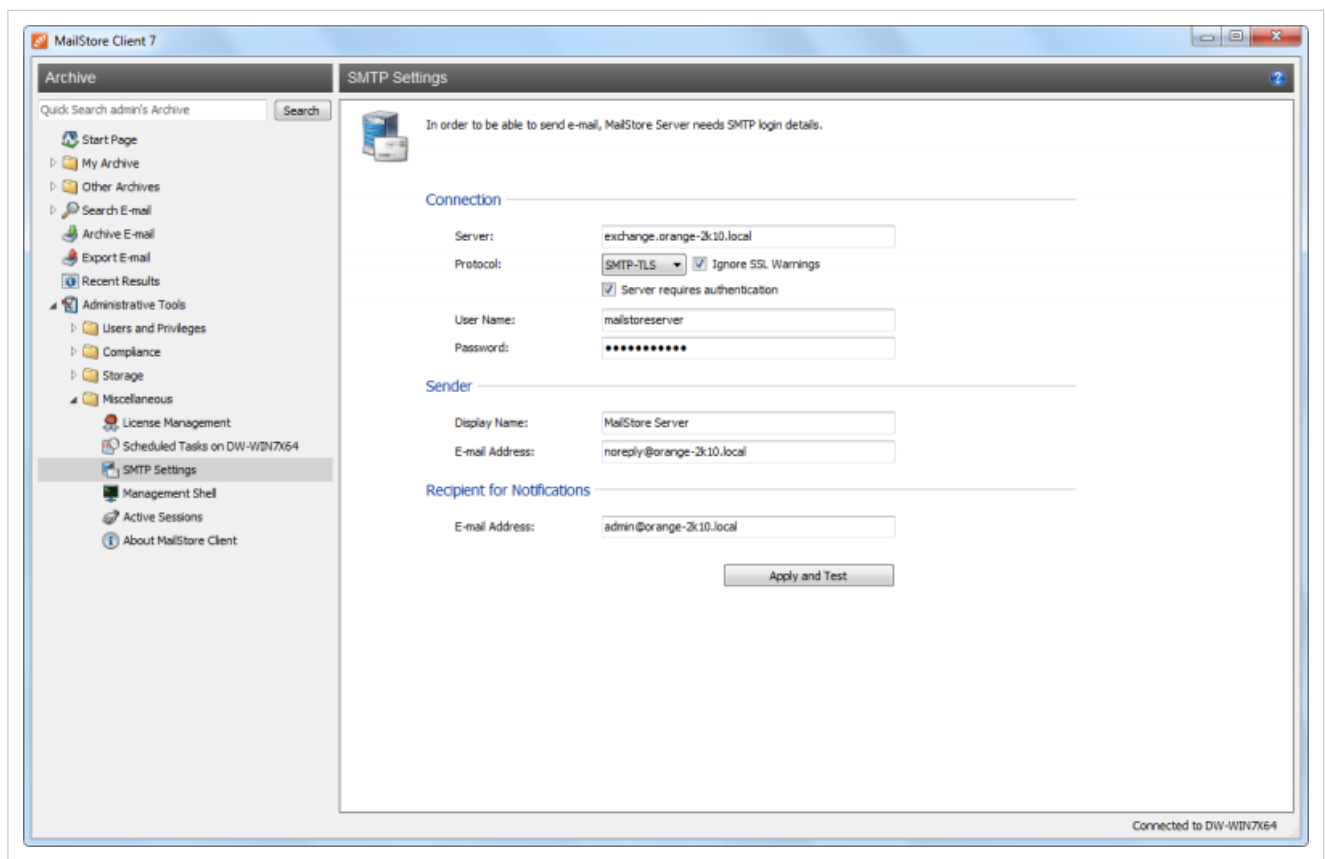 MailStore Client 7
Archive
Quick Search admin's Archive
Search
Start Page
My Archive
Other Archives
Search E-mail
Archive E-mail
Export E-mail
Recent Results
Administrative Tools
Users and Privileges
Compliance
Storage
Miscellaneous
License Management
Scheduled Tasks on DW-WIN7X64
SMTP Settings
Management Shell
Active Sessions
About MailStore Client
SMTP Settings
In order to be able to send e-mail, MailStore Server needs SMTP login details.
Connection
Server: exchange.orange-2k10.local
Protocol: SMTP-TLS Ignore SSL Warnings
Server requires authentication
User Name: mailstoreserver
Password: •••••••••••
Sender
Display Name: MailStore Server
E-mail Address: noreply@orange-2k10.local
Recipient for Notifications
E-mail Address: admin@orange-2k10.local
Apply and Test
Connected to DW-WIN7X64